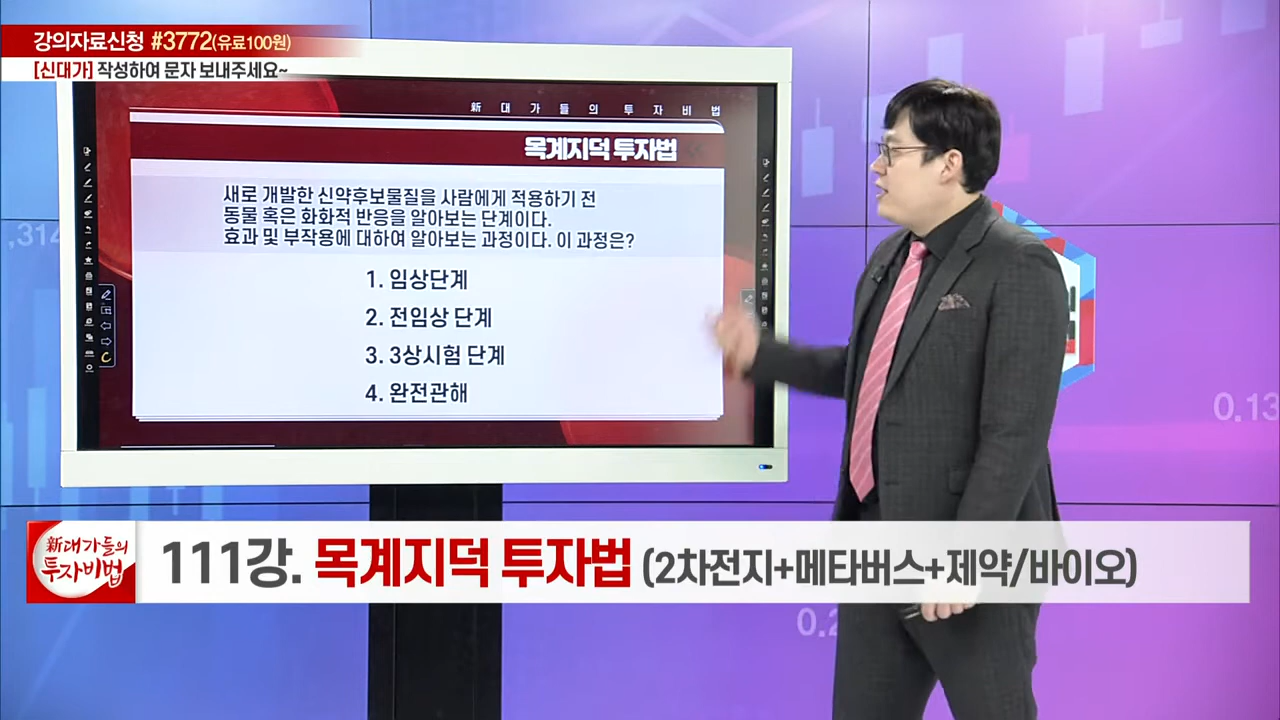 강의자료신청 #3772(유료100원)
[신대가] 작성하여 문자 보내주세요~
新 대 가 들 의 투 자 비 법
목계지덕 투자법
새로 개발한 신약후보물질을 사람에게 적용하기 전
동물 혹은 화화적 반응을 알아보는 단계이다.
효과 및 부작용에 대하여 알아보는 과정이다. 이 과정은?
1. 임상단계
2. 전임상 단계
3. 3상시험 단계
4. 완전관해
,314
0.13
0.2
新대가들의
투자비법
111강. 목계지덕 투자법 (2차전지+메타버스+제약/바이오)